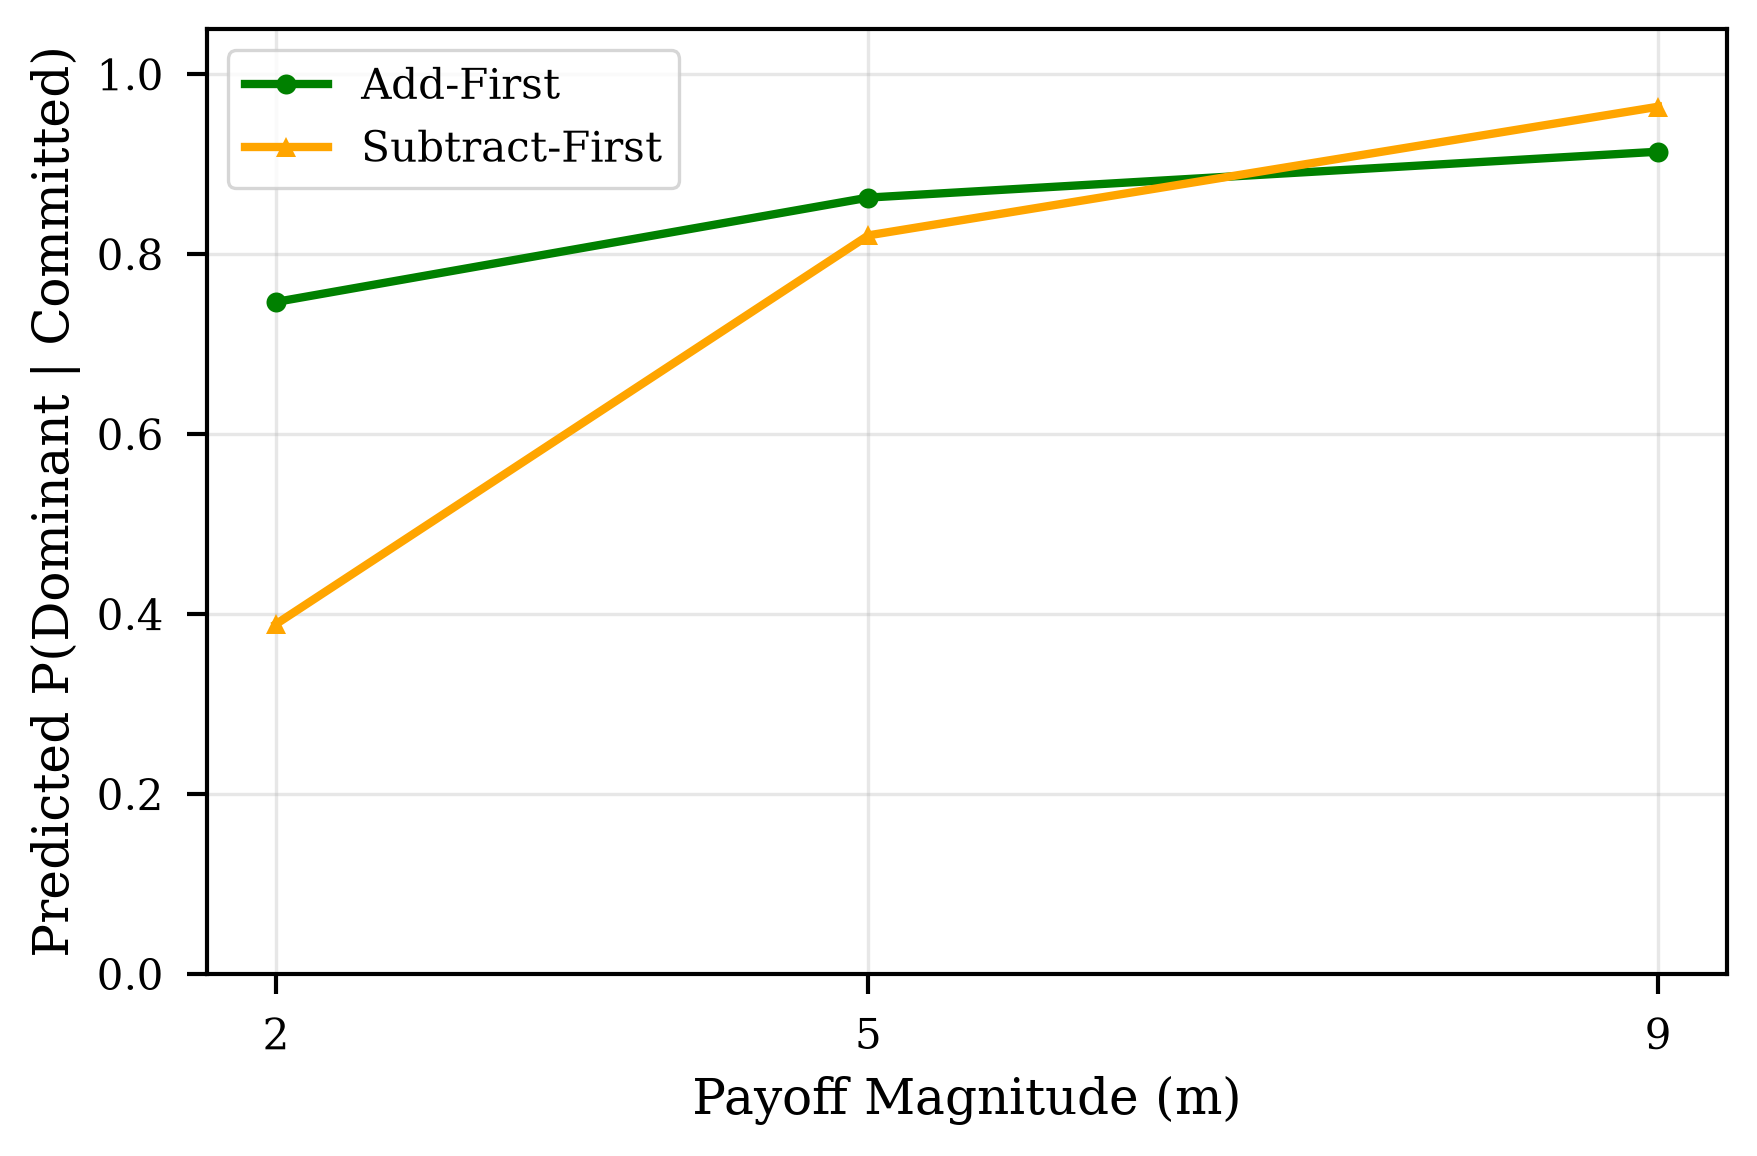 Predicted P(Dominant | Committed)
1.0
0.8
0.6
0.4
0.2
0.0
Add-First
Subtract-First
2 5 9
Payoff Magnitude (m)